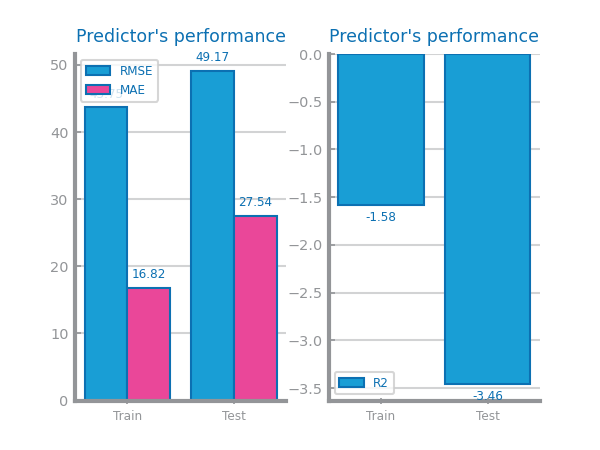 Predictor's performance
49.17
50
RMSE
MAE
40
30
27.54
20
16.82
10
0
Train
Test
Predictor's performance
0.0
−0.5
−1.0
−1.5
-1.58
−2.0
−2.5
−3.0
−3.5
R2
-3.46
Train
Test